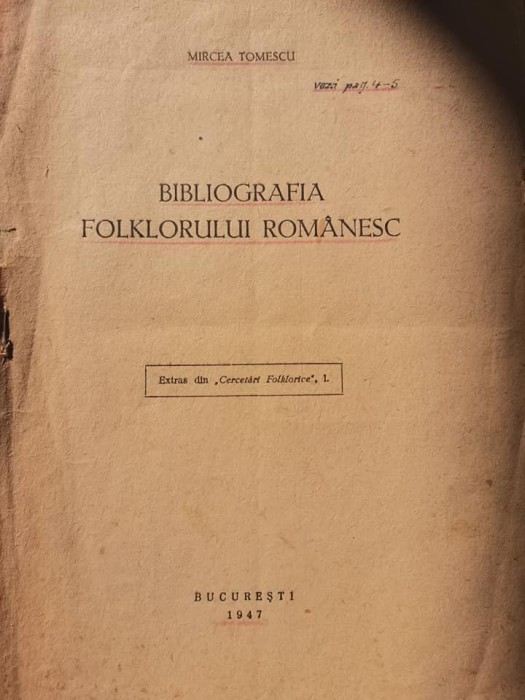 MIRCEA TOMESCU
vezi pag. 4-5
BIBLIOGRAFIA
FOLKLORULUI ROMÂNESC
Extras din „Cercetări Folklorice”, I.
BUCUREȘTI
1947